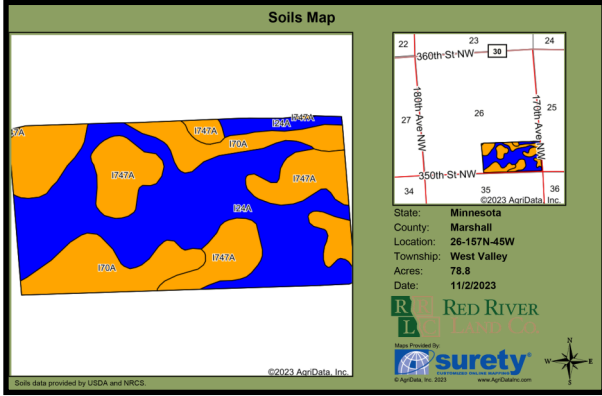 Soils Map
I747A
I24A
47A
I747A
I70A
I747A
I747A
I24A
I747A
I70A
©2023 AgriData, Inc.
Soils data provided by USDA and NRCS.
22
23
24
30
360th-St-NW
180th-Ave-NW
170th-Ave-NW
27
26
25
350th-St-NW
34
35
36
©2023 AgriData, Inc.
State: Minnesota
County: Marshall
Location: 26-157N-45W
Township: West Valley
Acres: 78.8
Date: 11/2/2023
R
L C
RED RIVER
LAND CO.
Maps Provided By:
surety®
CUSTOMIZED ONLINE MAPPING
© AgriData, Inc. 2023 www.AgriDataInc.com
N
W E
S